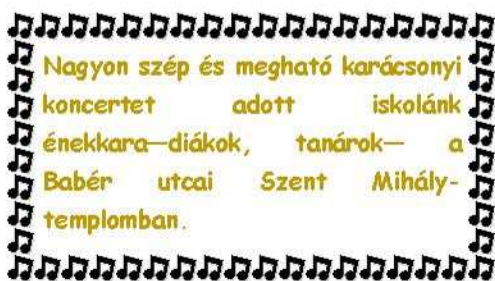 Nagyon szép és megható karácsonyi
koncertet adott iskolánk
énekkara—diákok, tanárok— a
Babér utcai Szent Mihály-
templomban.